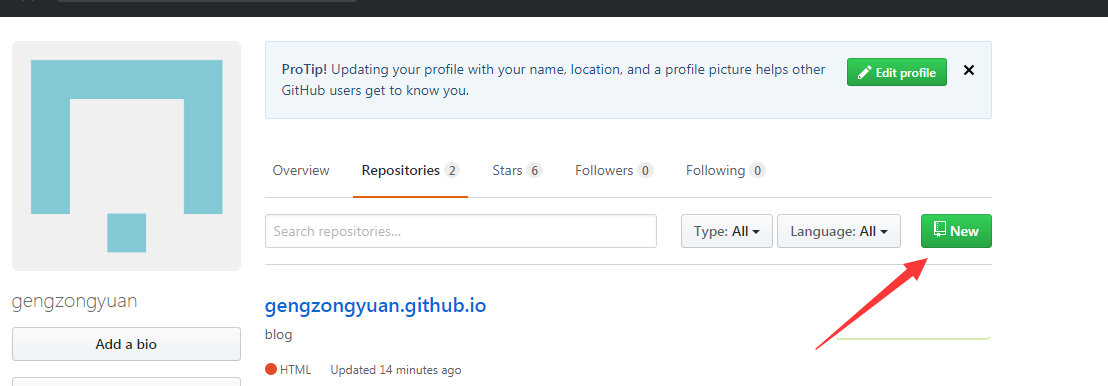 ProTip! Updating your profile with your name, location, and a profile picture helps other
GitHub users get to know you.
Edit profile
Overview Repositories 2 Stars 6 Followers 0 Following 0
Search repositories... Type: All Language: All New
gengzongyuan
Add a bio
gengzongyuan.github.io
blog
HTML Updated 14 minutes ago